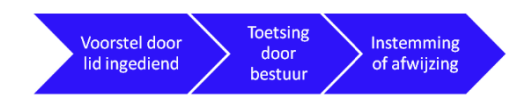 Voorstel door
lid ingediend
Toetsing
door
bestuur
Instemming
of afwijzing